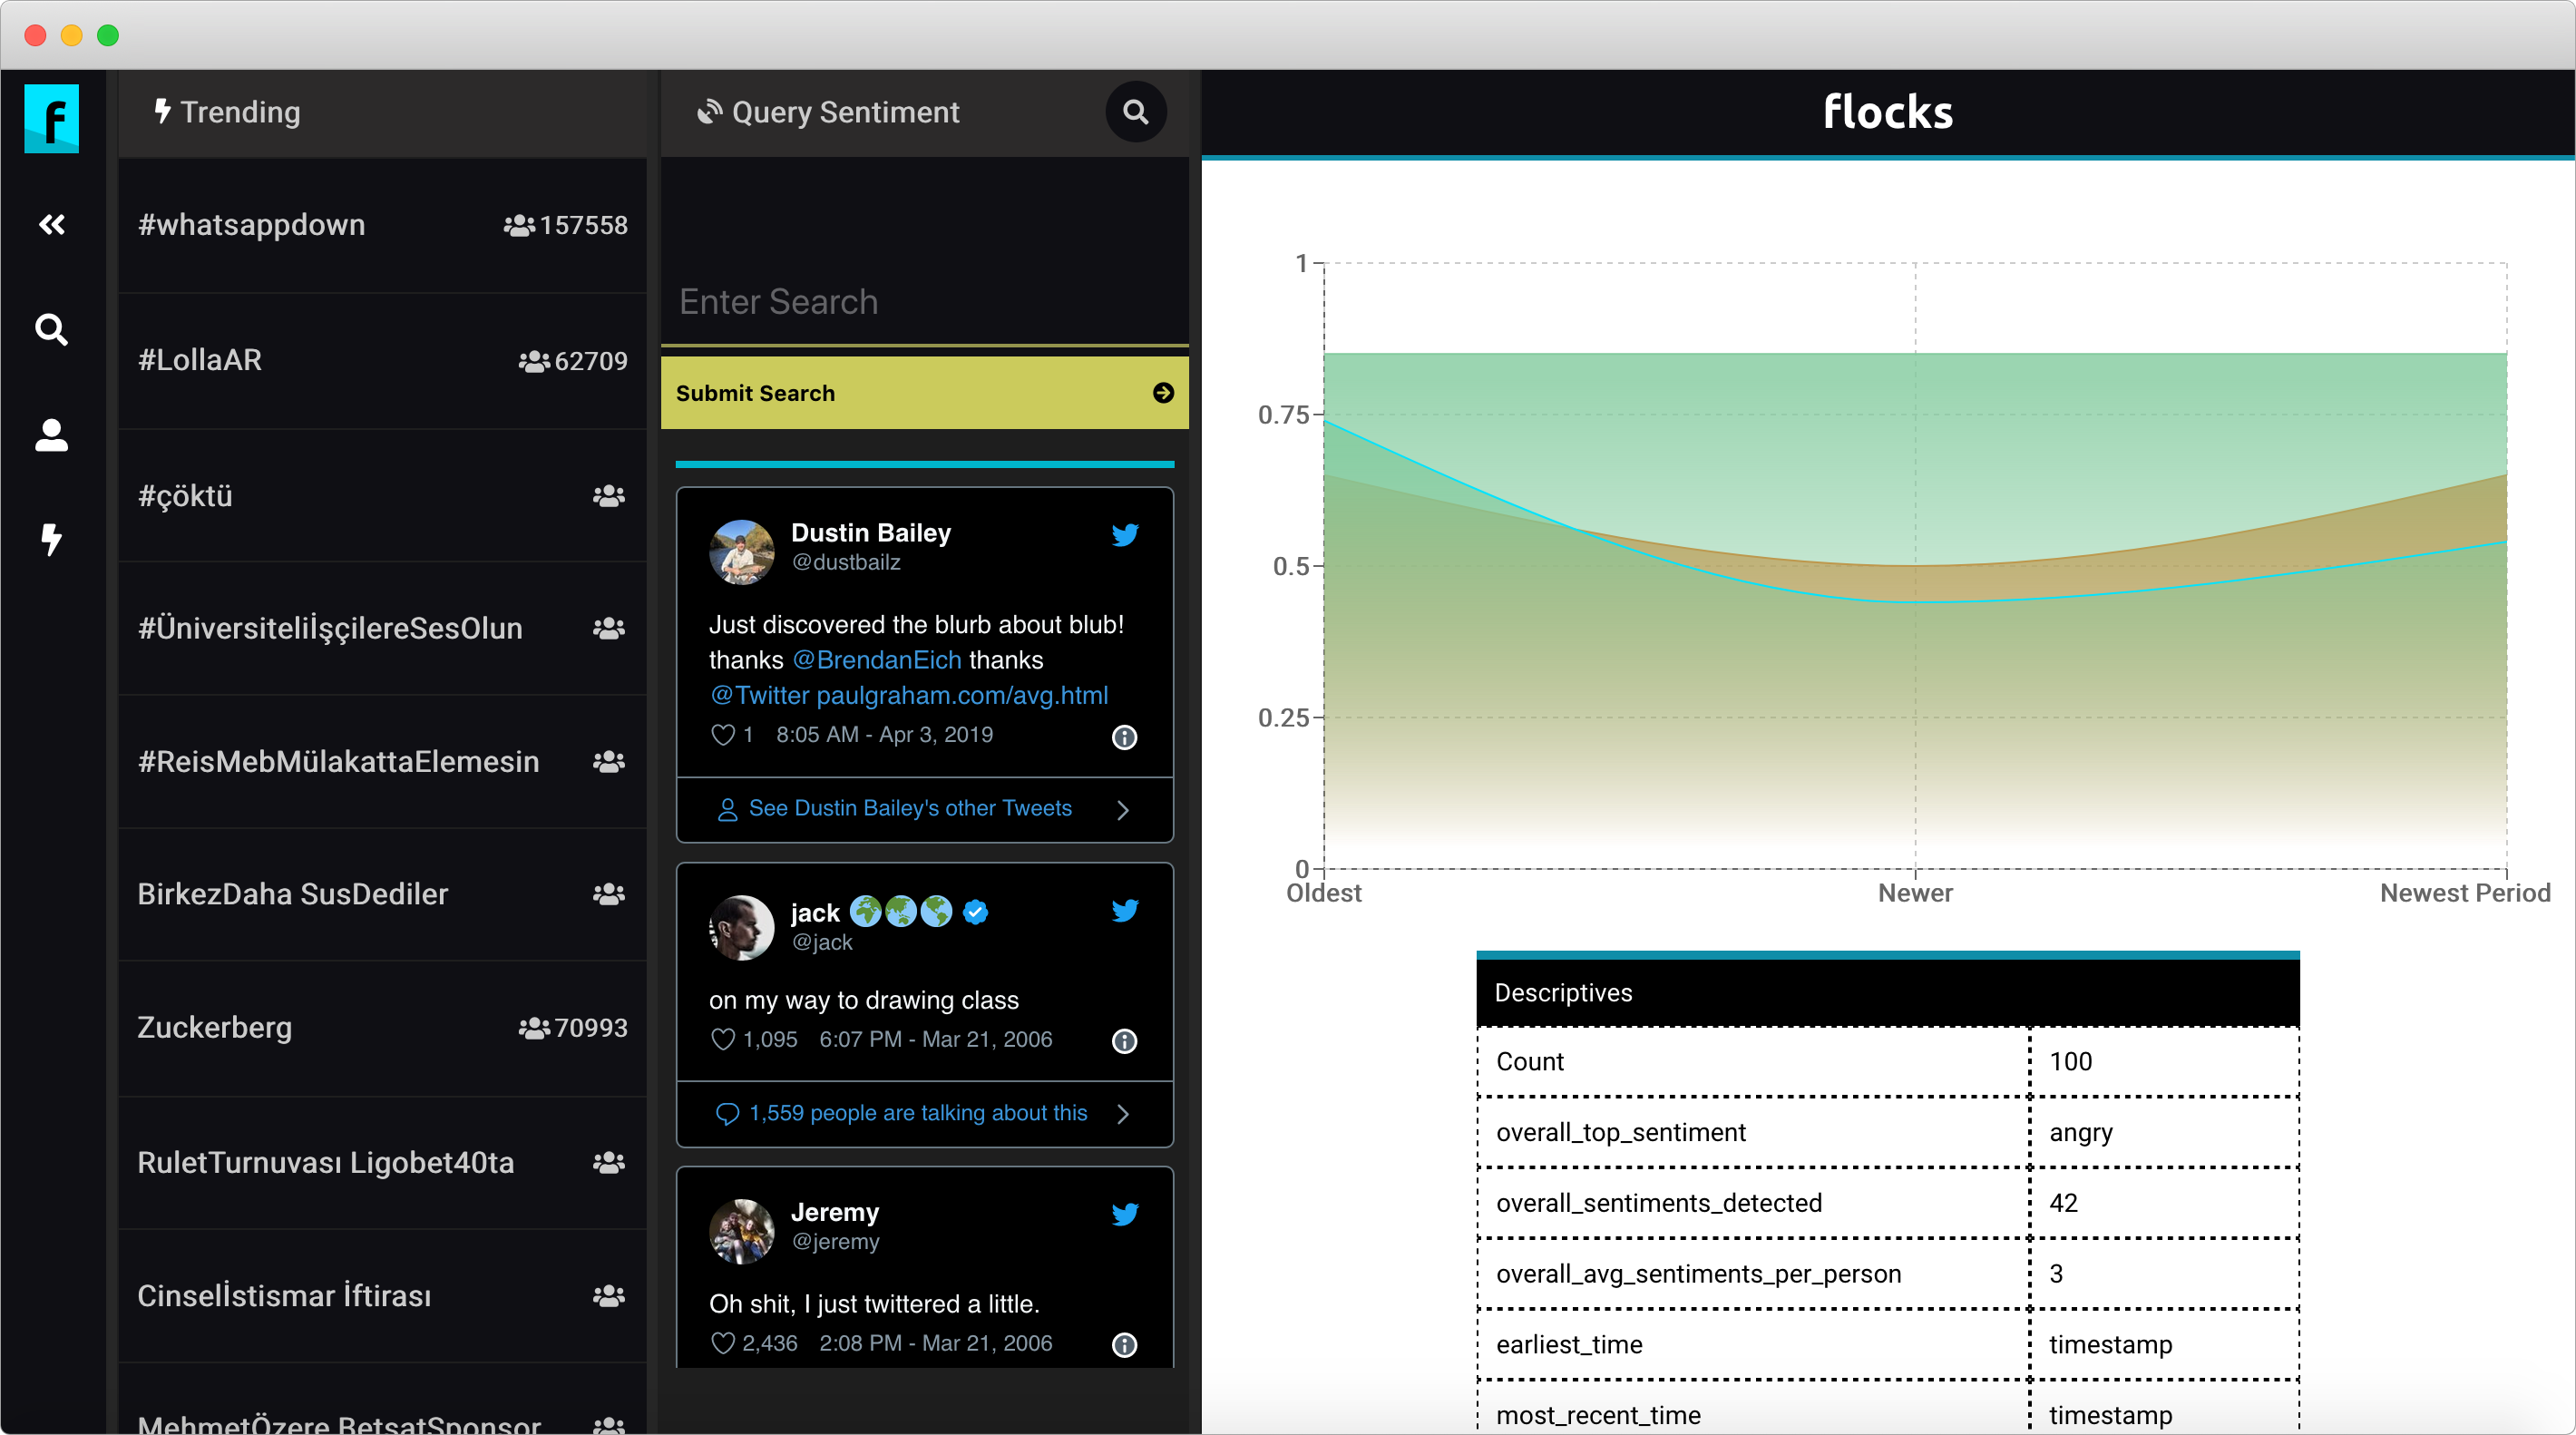 f
Trending
#whatsappdown 157558
#LollaAR 62709
#çöktü
#ÜniversiteliİşçilereSesOlun
#ReisMebMülakattaElemesin
BirkezDaha SusDediler
Zuckerberg 70993
RuletTurnuvası Ligobet40ta
Cinselİstismar İftirası
MehmetÖzere BetsatSponsor
Query Sentiment
Enter Search
Submit Search
Dustin Bailey
@dustbailz
Just discovered the blurb about blub!
thanks @BrendanEich thanks
@Twitter paulgraham.com/avg.html
1 8:05 AM - Apr 3, 2019
See Dustin Bailey's other Tweets
jack
@jack
on my way to drawing class
1,095 6:07 PM - Mar 21, 2006
1,559 people are talking about this
Jeremy
@jeremy
Oh shit, I just twittered a little.
2,436 2:08 PM - Mar 21, 2006
flocks
1
0.75
0.5
0.25
0
Oldest Newer Newest Period
Descriptives
Count 100
overall_top_sentiment angry
overall_sentiments_detected 42
overall_avg_sentiments_per_person 3
earliest_time timestamp
most_recent_time timestamp